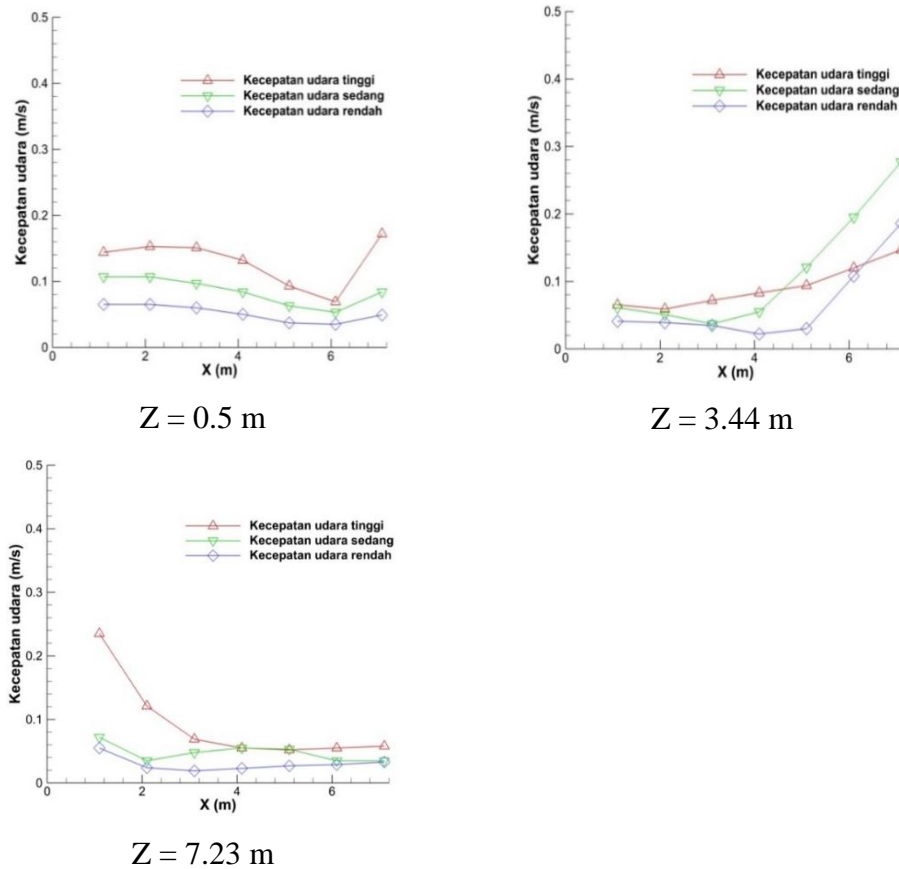 0.5
0.4
0.3
0.2
0.1
0
Kecepatan udara (m/s)
Kecepatan udara tinggi
Kecepatan udara sedang
Kecepatan udara rendah
0 2 4 6
X (m)
Z = 0.5 m
0.5
0.4
0.3
0.2
0.1
0
Kecepatan udara (m/s)
Kecepatan udara tinggi
Kecepatan udara sedang
Kecepatan udara rendah
0 2 4 6
X (m)
Z = 3.44 m
0.5
0.4
0.3
0.2
0.1
0
Kecepatan udara (m/s)
Kecepatan udara tinggi
Kecepatan udara sedang
Kecepatan udara rendah
0 2 4 6
X (m)
Z = 7.23 m